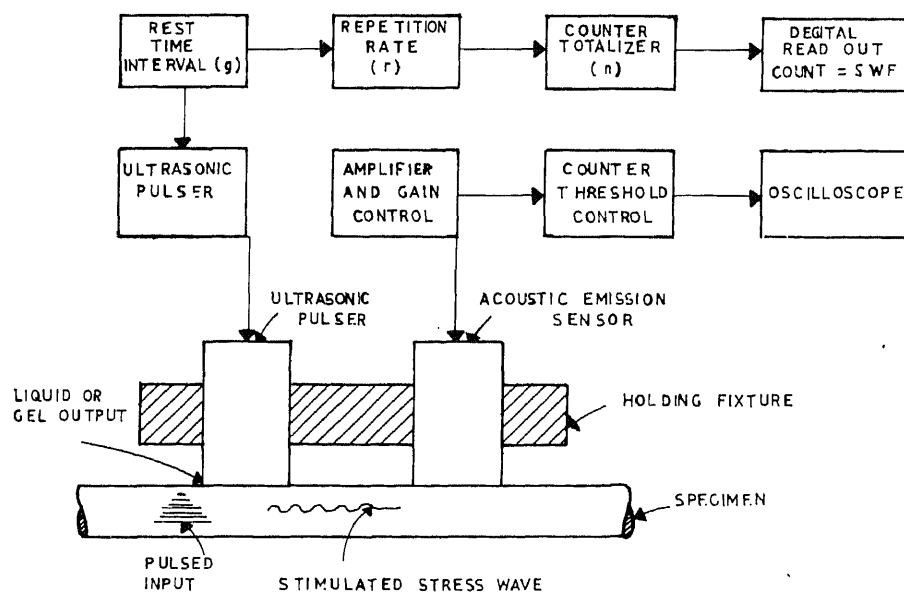 REST
TIME
INTERVAL (g)
REPETITION
RATE
(r)
COUNTER
TOTALIZER
(n)
DEGITAL
READ OUT
COUNT = SWF
ULTRASONIC
PULSER
AMPLIFIER
AND GAIN
CONTROL
COUNTER
THRESHOLD
CONTROL
OSCILLOSCOPE
ULTRASONIC
PULSER
ACOUSTIC EMISSION
SENSOR
LIQUID OR
GEL OUTPUT
HOLDING FIXTURE
SPECIMEN
PULSED
INPUT
STIMULATED STRESS WAVE